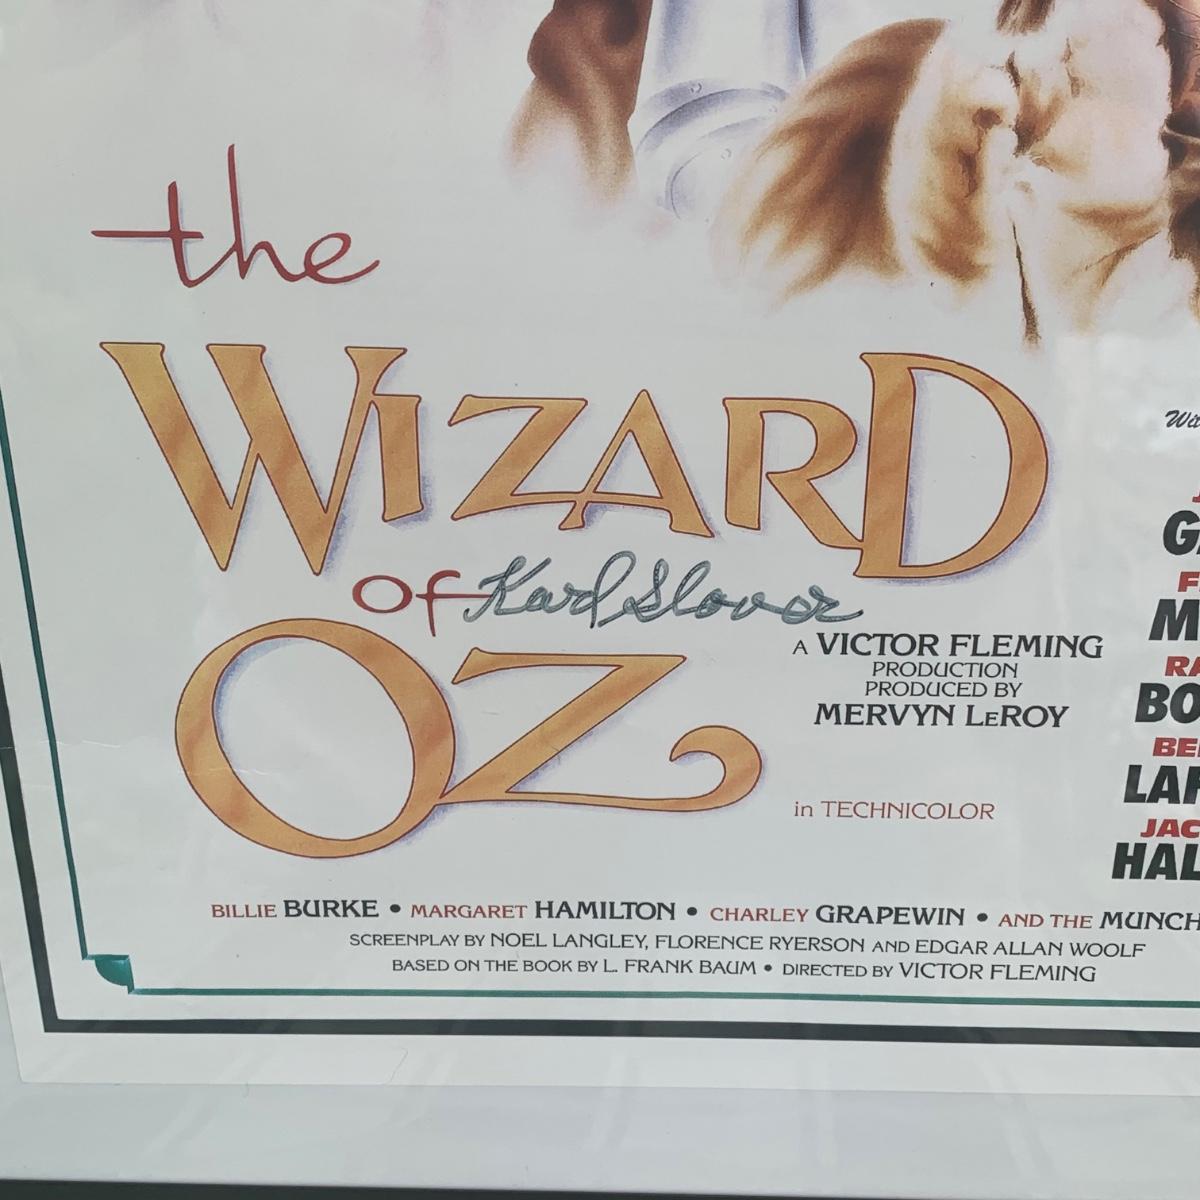 the
WIZARD
of Karl Slover
OZ
A VICTOR FLEMING
PRODUCTION
PRODUCED BY
MERVYN LEROY
in TECHNICOLOR
BILLIE BURKE • MARGARET HAMILTON • CHARLEY GRAPEWIN • AND THE MUNCH
SCREENPLAY BY NOEL LANGLEY, FLORENCE RYERSON AND EDGAR ALLAN WOOLF
BASED ON THE BOOK BY L. FRANK BAUM • DIRECTED BY VICTOR FLEMING